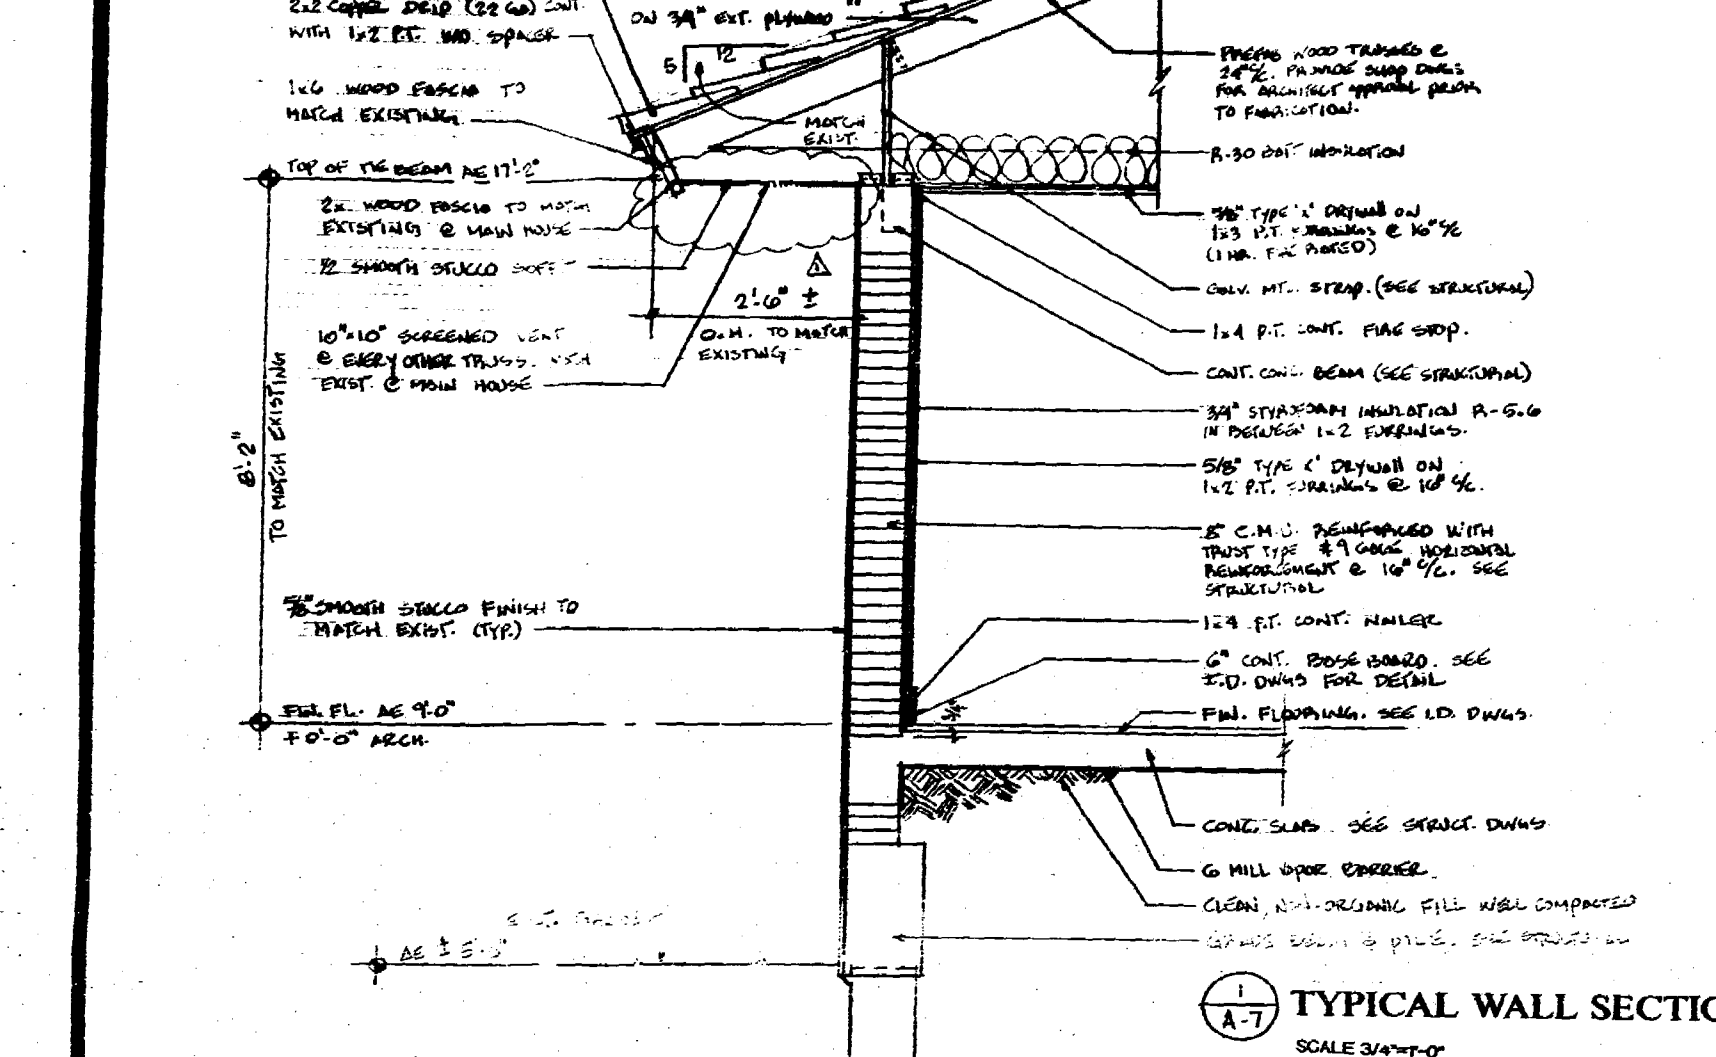 2x2 COPPER DRIP (22 GA) CONT.
WITH 1x2 P.T. WD. SPACER
1x6 WOOD FASCIA TO
MATCH EXISTING
TOP OF TIE BEAM AE 17'-2"
2x WOOD FASCIA TO MATCH
EXISTING @ MAIN HOUSE
1/2 SMOOTH STUCCO SOFFIT
10"x10" SCREENED VENT
@ EVERY OTHER TRUSS.
EXIST. @ MAIN HOUSE
8'-2"
TO MATCH EXISTING
5/8" SMOOTH STUCCO FINISH TO
MATCH EXIST. (TYP.)
FIN. FL. AE 9'-0"
0'-0" ARCH.
AE ±
ON 3/4" EXT. PLYWOOD
12
5
MATCH
EXIST.
1
2'-6" ±
O.H. TO MATCH
EXISTING
3/4"
PREFAB WOOD TRUSSES @
24" c/c. PROVIDE SHOP DWGS
FOR ARCHITECT APPROVAL PRIOR
TO FABRICATION.
R-30 BATT INSULATION
5/8" TYPE 'X' DRYWALL ON
1x3 P.T. FURRINGS @ 16" c/c
(1 HR. FIRE RATED)
GALV. MTL. STRAP. (SEE STRUCTURAL)
1x4 P.T. CONT. FIRE STOP.
CONT. CONC. BEAM (SEE STRUCTURAL)
3/4" STYROFOAM INSULATION R-5.6
IN BETWEEN 1x2 FURRINGS.
5/8" TYPE X' DRYWALL ON
1x2 P.T. FURRINGS @ 16" c/c.
8" C.M.U. REINFORCED WITH
TRUST TYPE #9 GAGE HORIZONTAL
REINFORCEMENT @ 16" c/c. SEE
STRUCTURAL
1x4 P.T. CONT. NAILER
6" CONT. BASE BOARD. SEE
I.D. DWGS FOR DETAIL
FIN. FLOORING. SEE I.D. DWGS.
CONC. SLAB SEE STRUCT. DWGS
6 MILL VAPOR BARRIER
CLEAN, NON-ORGANIC FILL WELL COMPACTED
GRADE BEAM & PILE. SEE STRUCTURAL
1
A-7
TYPICAL WALL SECTIO
SCALE 3/4"=1'-0"